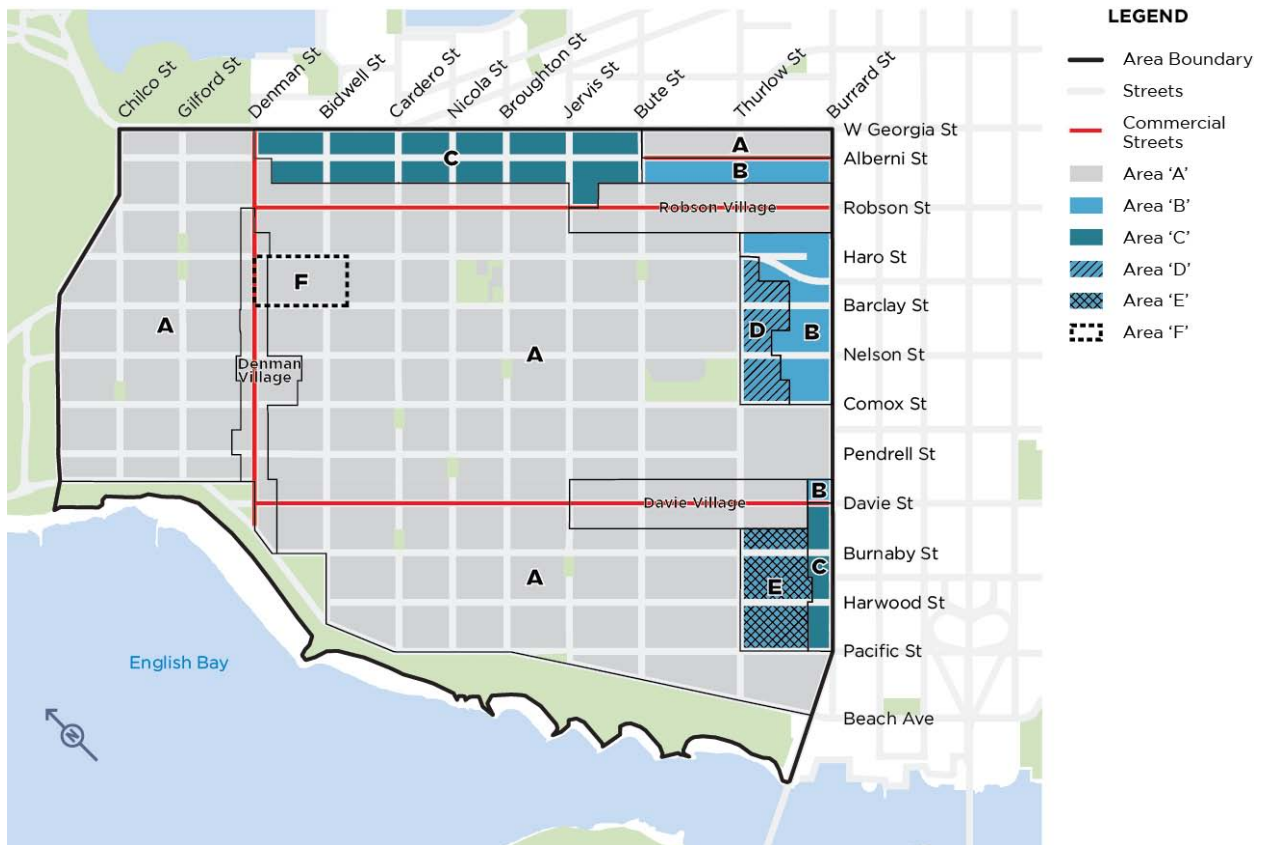 LEGEND
Area Boundary
Streets
Commercial
Streets
Area ‘A’
Area ‘B’
Area ‘C’
Area ‘D’
Area ‘E’
Area ‘F’
Chilco St
Gilford St
Denman St
Bidwell St
Cardero St
Nicola St
Broughton St
Jervis St
Bute St
Thurlow St
Burrard St
W Georgia St
Alberni St
Robson St
Haro St
Barclay St
Nelson St
Comox St
Pendrell St
Davie St
Burnaby St
Harwood St
Pacific St
Beach Ave
A
C
B
Robson Village
F
A
D
B
A
Denman
Village
B
Davie Village
C
A
E
English Bay
N